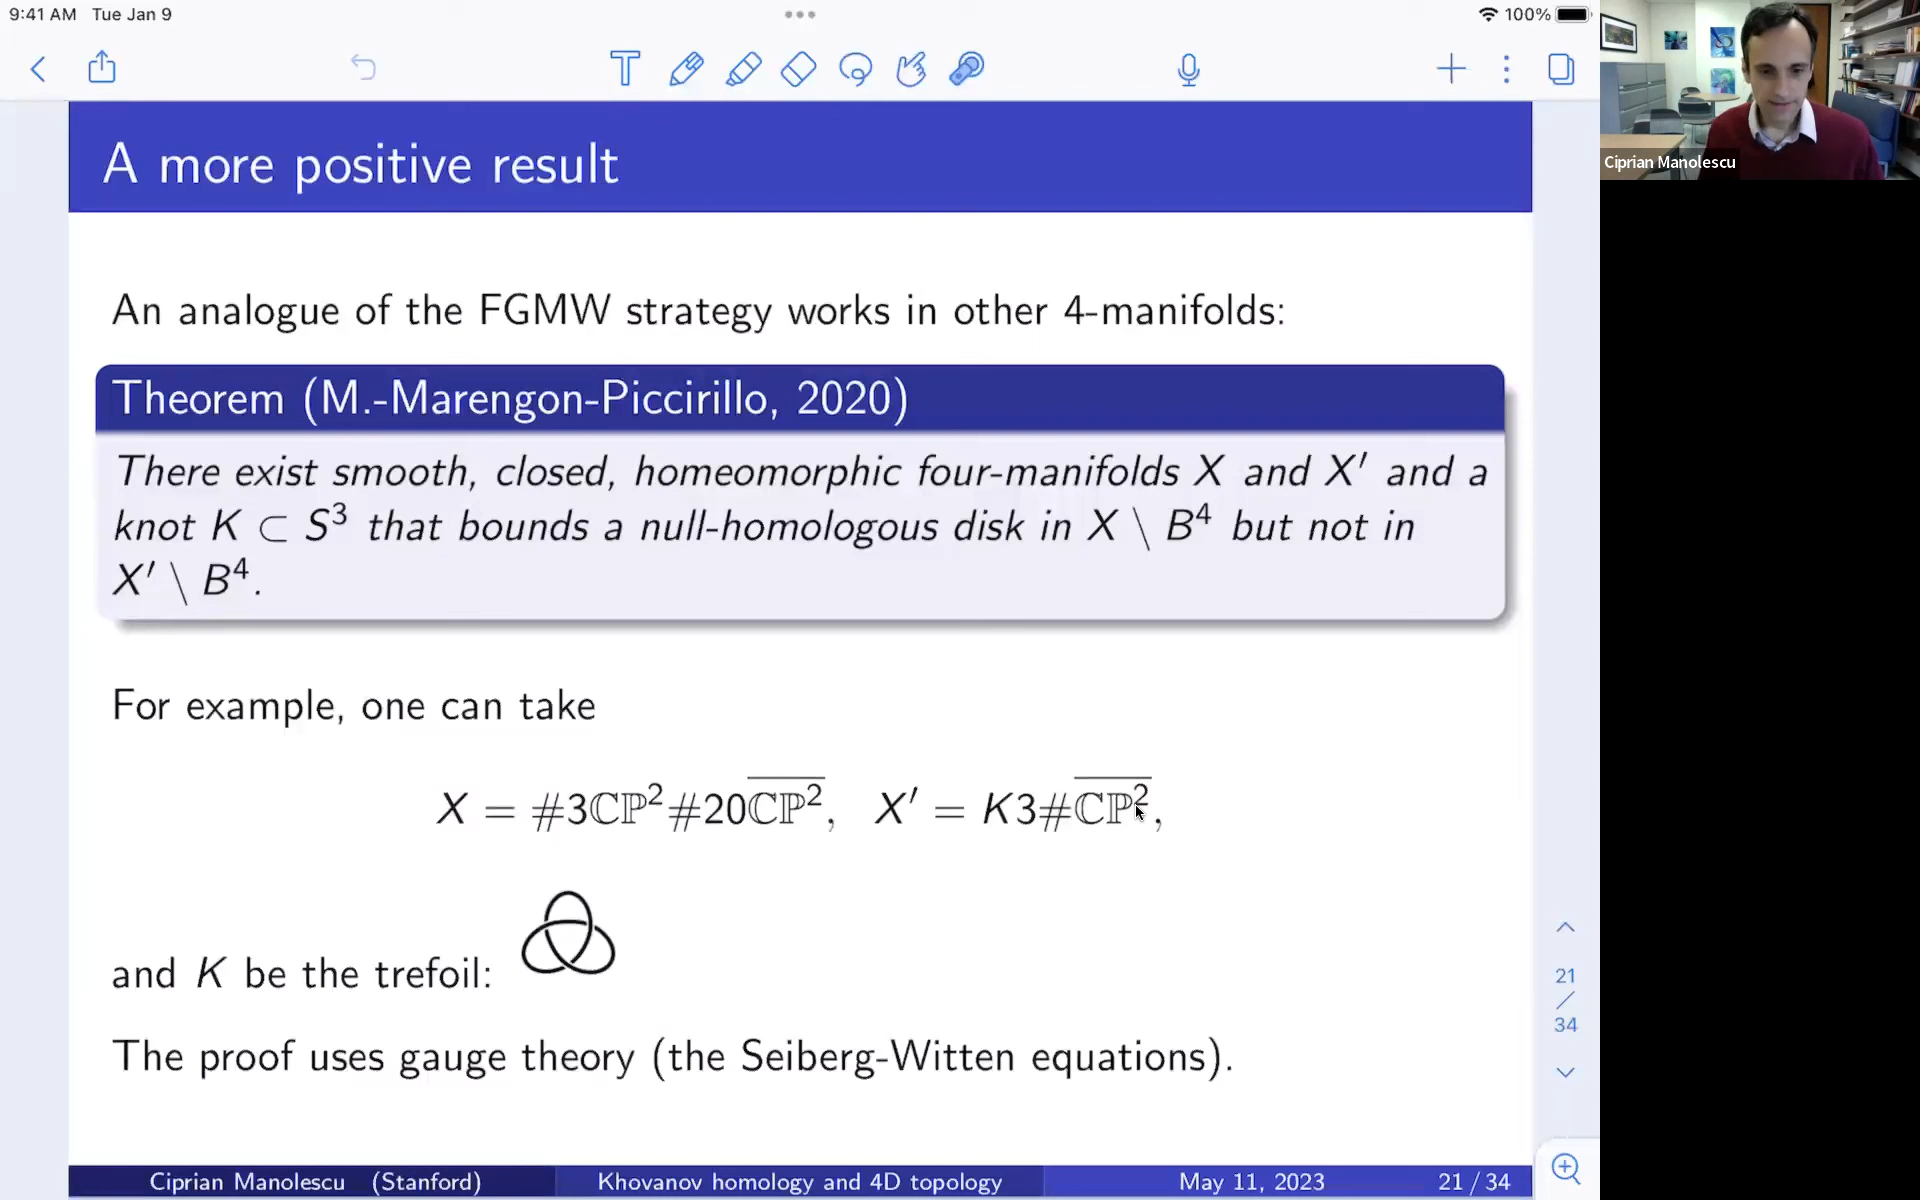 9:41 AM Tue Jan 9
100%
Ciprian Manolescu
A more positive result
An analogue of the FGMW strategy works in other 4-manifolds:
Theorem (M.-Marengon-Piccirillo, 2020)
There exist smooth, closed, homeomorphic four-manifolds X and X′ and a
knot K ⊂ S³ that bounds a null-homologous disk in X \ B⁴ but not in
X′ \ B⁴.
For example, one can take
X = #3ℂℙ²#20\overline{ℂℙ²}, X′ = K3#\overline{ℂℙ²},
and K be the trefoil:
The proof uses gauge theory (the Seiberg-Witten equations).
21
/
34
Ciprian Manolescu (Stanford) Khovanov homology and 4D topology May 11, 2023 21 / 34